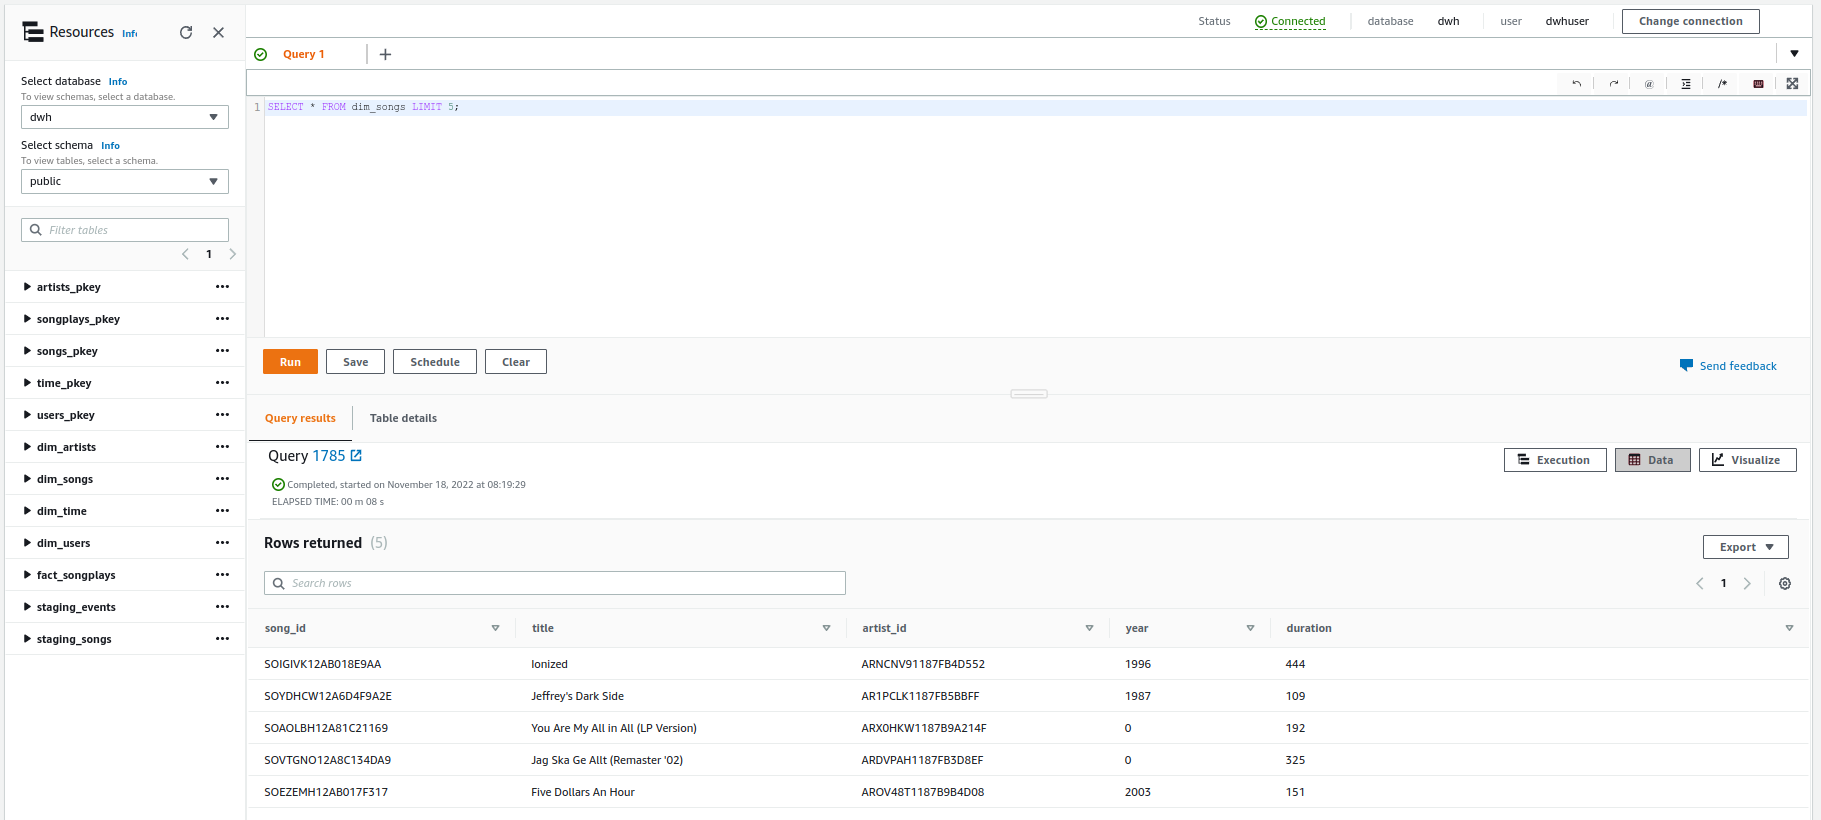 Resources Info
Select database Info
To view schemas, select a database.
dwh
Select schema Info
To view tables, select a schema.
public
Filter tables
1
artists_pkey
songplays_pkey
songs_pkey
time_pkey
users_pkey
dim_artists
dim_songs
dim_time
dim_users
fact_songplays
staging_events
staging_songs
Status Connected database dwh user dwhuser Change connection
Query 1
@ /*
1 SELECT * FROM dim_songs LIMIT 5;
Run Save Schedule Clear
Send feedback
Query results Table details
Query 1785
Execution Data Visualize
Completed, started on November 18, 2022 at 08:19:29
ELAPSED TIME: 00 m 08 s
Rows returned (5)
Export
Search rows
1
song_id title artist_id year duration
SOIGIVK12AB018E9AA Ionized ARNCNV91187FB4D552 1996 444
SOYDHCW12A6D4F9A2E Jeffrey's Dark Side AR1PCLK1187FB5BBFF 1987 109
SOAOLBH12A81C21169 You Are My All in All (LP Version) ARX0HKW1187B9A214F 0 192
SOVTGNO12A8C134DA9 Jag Ska Ge Allt (Remaster '02) ARDVPAH1187FB3D8EF 0 325
SOEZEMH12AB017F317 Five Dollars An Hour AROV48T1187B9B4D08 2003 151